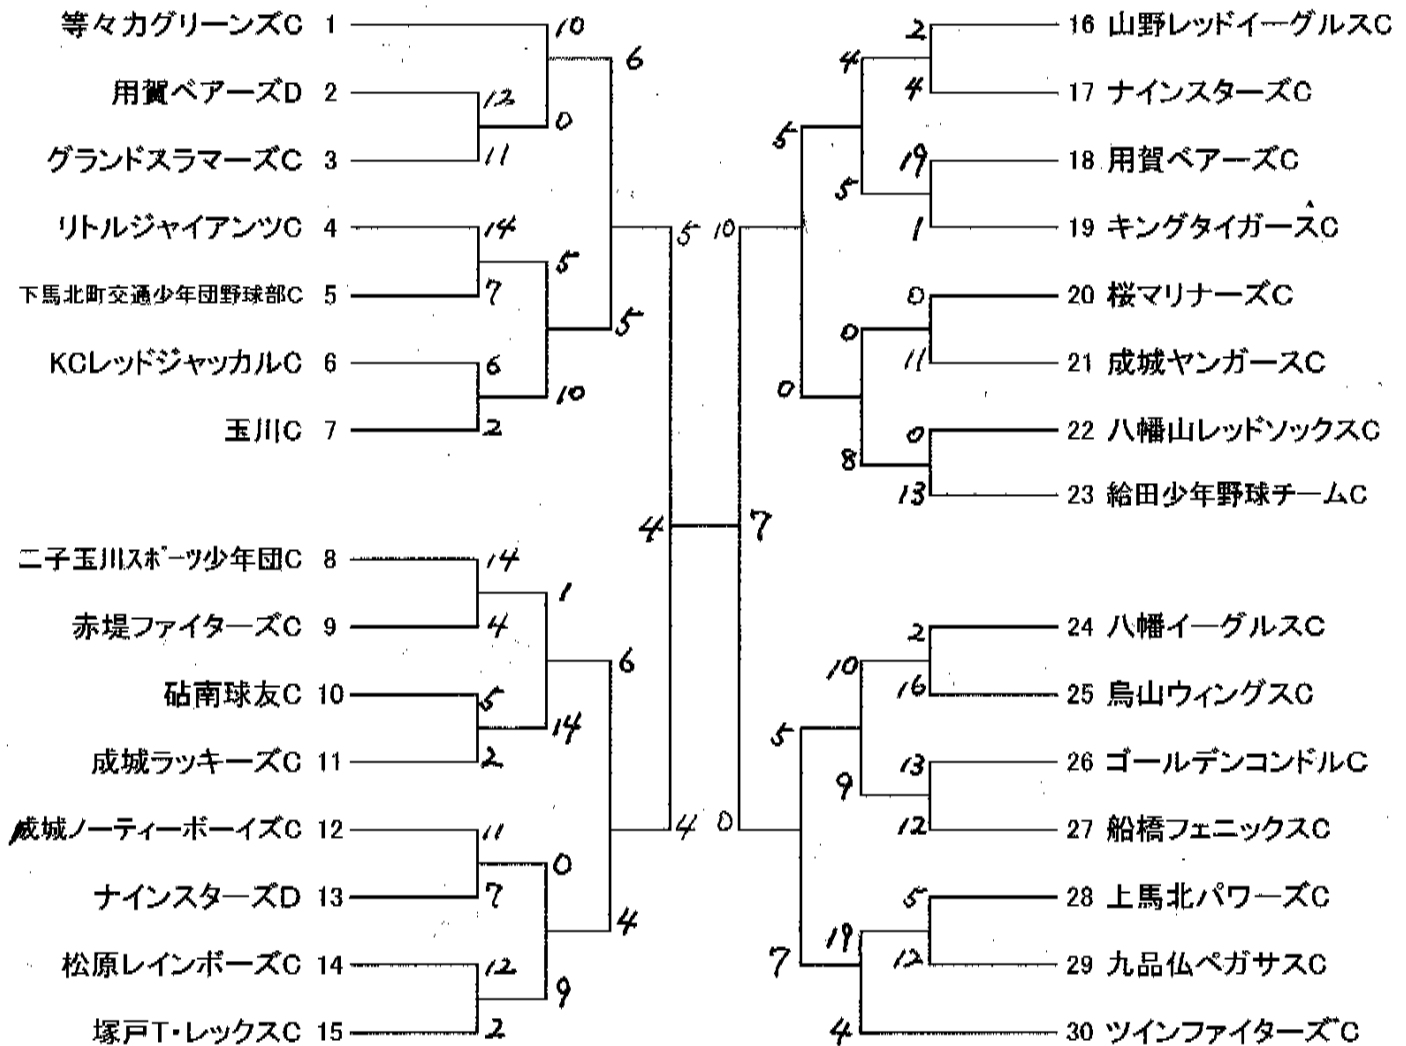 等々力グリーンズC 1
10
6
用賀ベアーズD 2
12
0
グランドスラマーズC 3
11
リトルジャイアンツC 4
14
5
5
下馬北町交通少年団野球部C 5
7
5
KCレッドジャッカルC 6
6
10
玉川C 7
2
4
二子玉川スポーツ少年団C 8
14
1
赤堤ファイターズC 9
4
6
砧南球友C 10
5
14
成城ラッキーズC 11
2
成城ノーティーボーイズC 12
11
0
4
ナインスターズD 13
7
4
松原レインボーズC 14
12
9
塚戸T・レックスC 15
2
2
16 山野レッドイーグルスC
4
4
17 ナインスターズC
5
19
18 用賀ベアーズC
5
1
19 キングタイガースC
10
0
20 桜マリナーズC
0
11
21 成城ヤンガースC
0
0
22 八幡山レッドソックスC
8
13
23 給田少年野球チームC
7
2
24 八幡イーグルスC
10
16
25 烏山ウィングスC
5
13
26 ゴールデンコンドルC
9
12
27 船橋フェニックスC
0
5
28 上馬北パワーズC
19
12
29 九品仏ペガサスC
7
4
30 ツインファイターズC